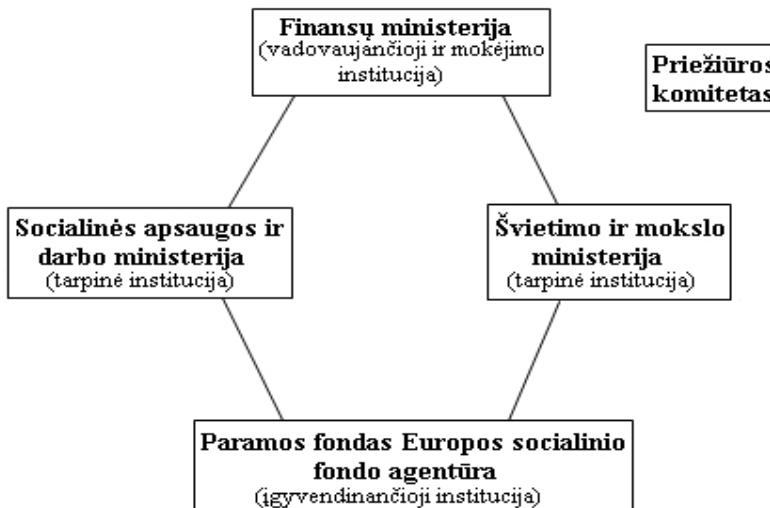 Finansų ministerija
(vadovaujančioji ir mokėjimo
institucija)
Priežiūros
komitetas
Socialinės apsaugos ir
darbo ministerija
(tarpinė institucija)
Švietimo ir mokslo
ministerija
(tarpinė institucija)
Paramos fondas Europos socialinio
fondo agentūra
(įgyvendinančioji institucija)